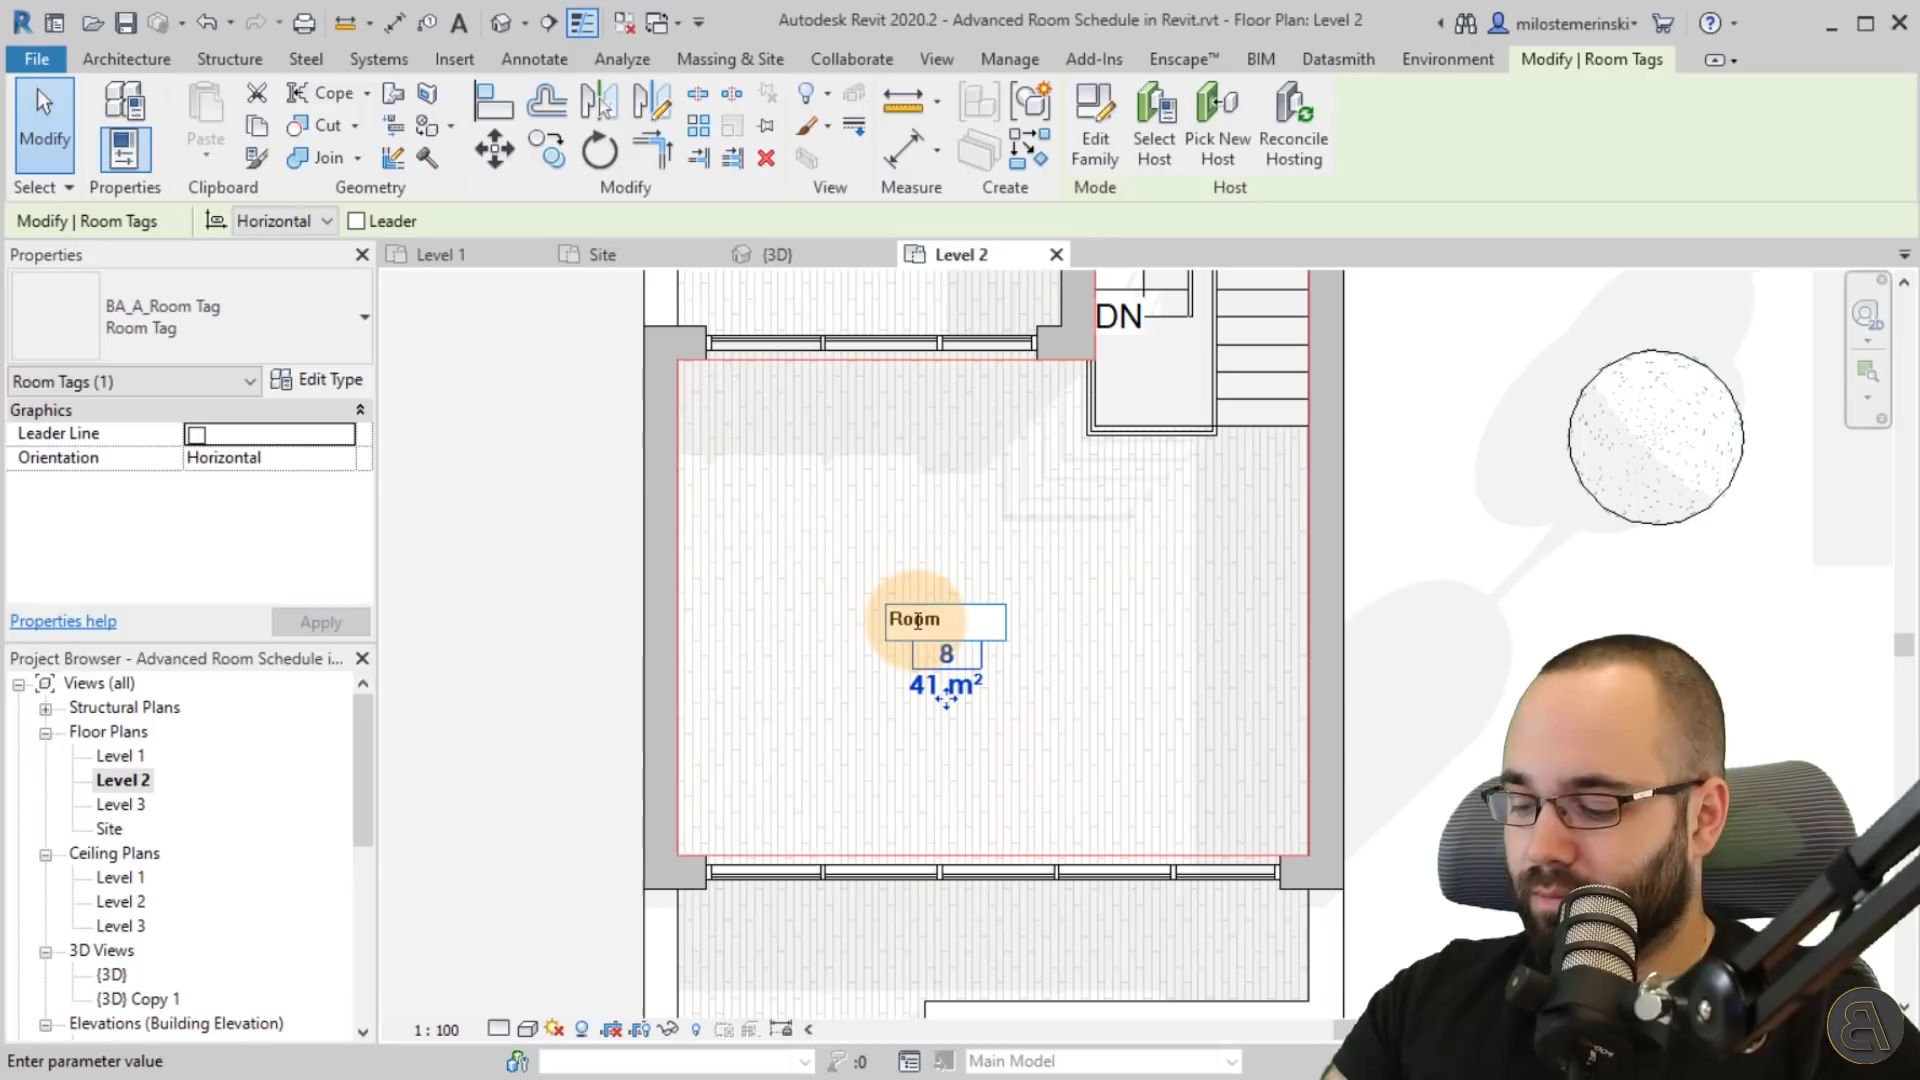 Autodesk Revit 2020.2 - Advanced Room Schedule in Revit.rvt - Floor Plan: Level 2
milostemerinski
File Architecture Structure Steel Systems Insert Annotate Analyze Massing & Site Collaborate View Manage Add-Ins Enscape™ BIM Datasmith Environment Modify | Room Tags
Modify
Paste
Cope
Cut
Join
Edit Family
Select Host
Pick New Host
Reconcile Hosting
Select Properties Clipboard Geometry Modify View Measure Create Mode Host
Modify | Room Tags Horizontal Leader
Properties
Level 1 Site {3D} Level 2
BA_A_Room Tag
Room Tag
Room Tags (1) Edit Type
Graphics
Leader Line
Orientation Horizontal
Properties help Apply
Project Browser - Advanced Room Schedule i...
Views (all)
Structural Plans
Floor Plans
Level 1
Level 2
Level 3
Site
Ceiling Plans
Level 1
Level 2
Level 3
3D Views
{3D}
{3D} Copy 1
Elevations (Building Elevation)
DN
2D
Room
8
41 m²
1 : 100
Enter parameter value :0 Main Model